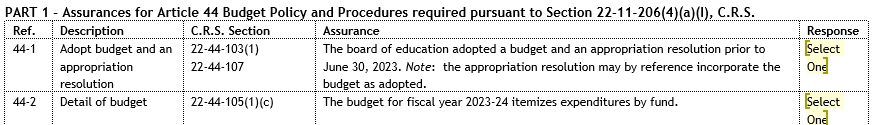 PART 1 - Assurances for Article 44 Budget Policy and Procedures required pursuant to Section 22-11-206(4)(a)(I), C.R.S.
Ref. Description C.R.S. Section Assurance Response
44-1 Adopt budget and an 22-44-103(1) The board of education adopted a budget and an appropriation resolution prior to Select
appropriation 22-44-107 June 30, 2023. Note: the appropriation resolution may by reference incorporate the One
resolution budget as adopted.
44-2 Detail of budget 22-44-105(1)(c) The budget for fiscal year 2023-24 itemizes expenditures by fund. Select
One